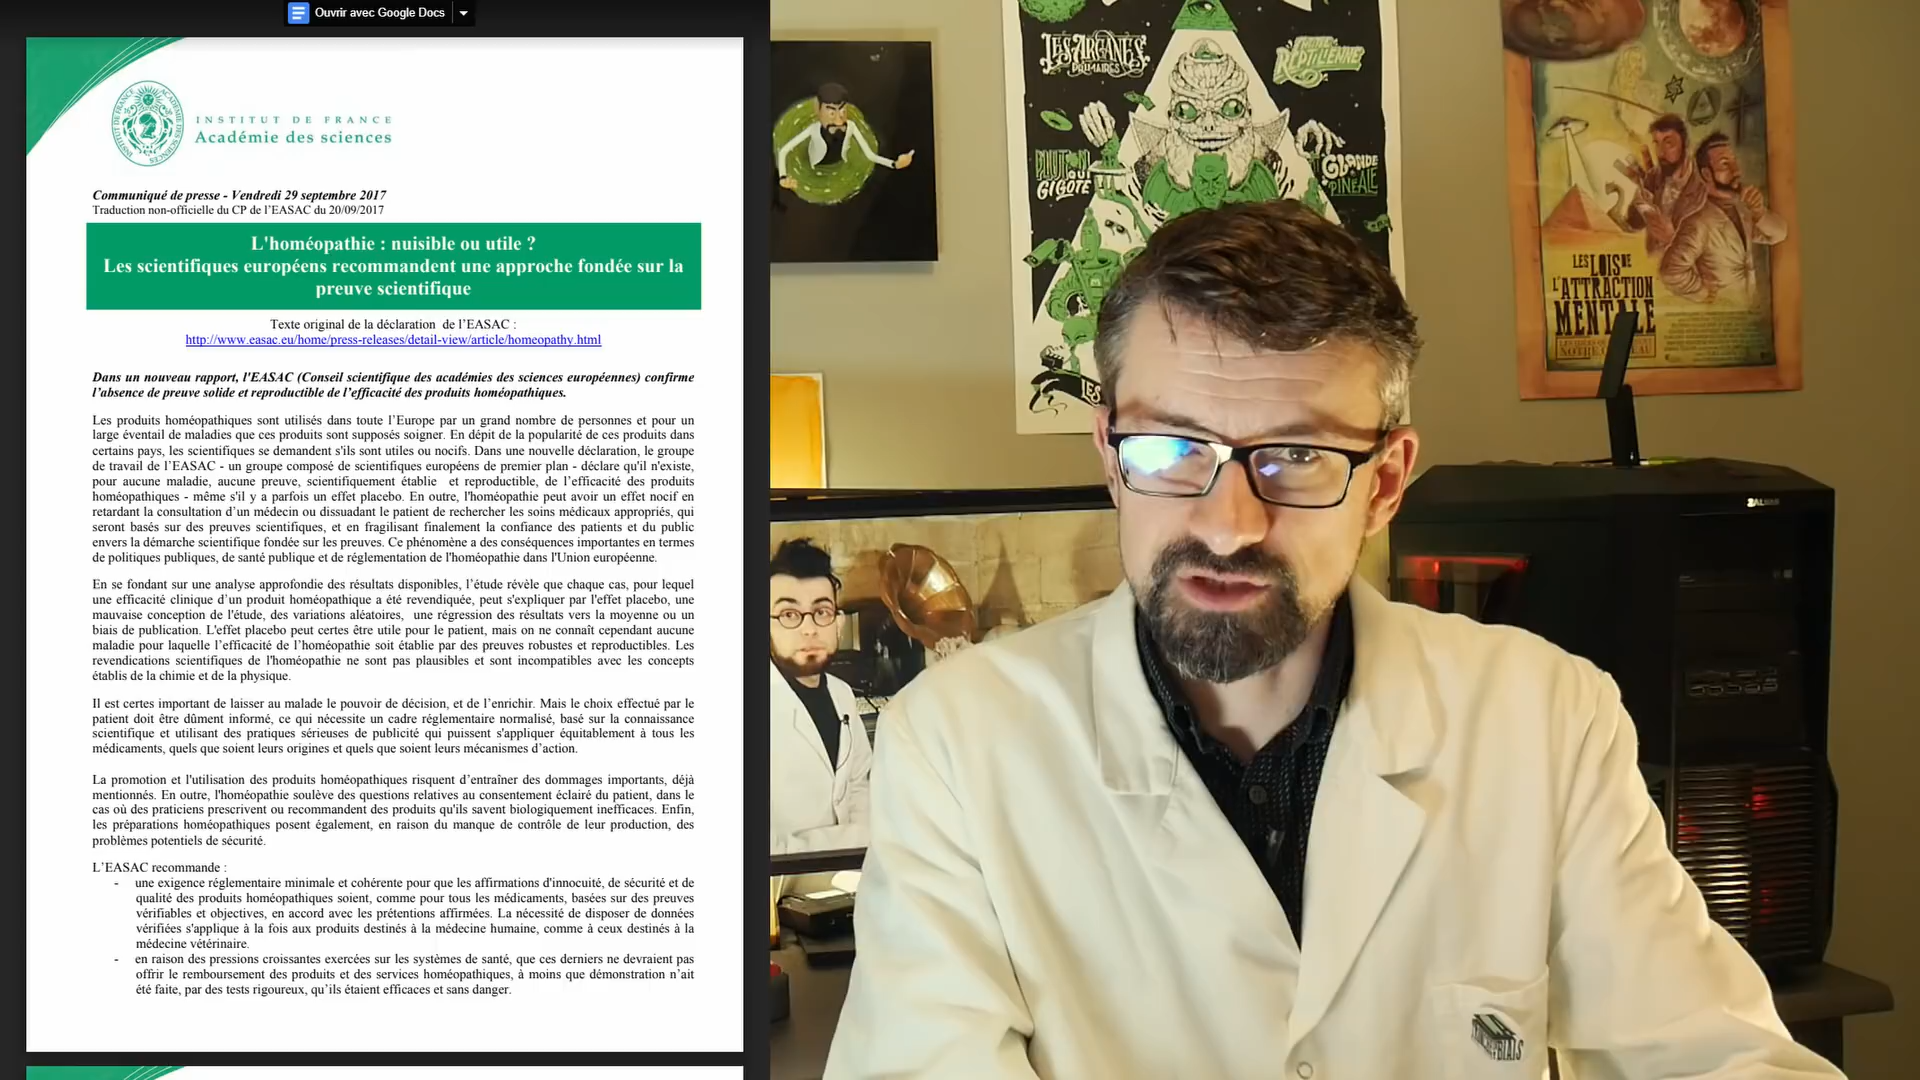 Ouvrir avec Google Docs
INSTITUT DE FRANCE
Académie des sciences
Communiqué de presse - Vendredi 29 septembre 2017
Traduction non-officielle du CP de l’EASAC du 20/09/2017
L'homéopathie : nuisible ou utile ?
Les scientifiques européens recommandent une approche fondée sur la
preuve scientifique
Texte original de la déclaration de l’EASAC :
http://www.easac.eu/home/press-releases/detail-view/article/homeopathy.html
Dans un nouveau rapport, l'EASAC (Conseil scientifique des académies des sciences européennes) confirme
l’absence de preuve solide et reproductible de l’efficacité des produits homéopathiques.
Les produits homéopathiques sont utilisés dans toute l’Europe par un grand nombre de personnes et pour un
large éventail de maladies que ces produits sont supposés soigner. En dépit de la popularité de ces produits dans
certains pays, les scientifiques se demandent s'ils sont utiles ou nocifs. Dans une nouvelle déclaration, le groupe
de travail de l’EASAC - un groupe composé de scientifiques européens de premier plan - déclare qu'il n'existe,
pour aucune maladie, aucune preuve, scientifiquement établie et reproductible, de l’efficacité des produits
homéopathiques - même s'il y a parfois un effet placebo. En outre, l'homéopathie peut avoir un effet nocif en
retardant la consultation d’un médecin ou dissuadant le patient de rechercher les soins médicaux appropriés, qui
seront basés sur des preuves scientifiques, et en fragilisant finalement la confiance des patients et du public
envers la démarche scientifique fondée sur les preuves. Ce phénomène a des conséquences importantes en termes
de politiques publiques, de santé publique et de réglementation de l'homéopathie dans l'Union européenne.
En se fondant sur une analyse approfondie des résultats disponibles, l’étude révèle que chaque cas, pour lequel
une efficacité clinique d’un produit homéopathique a été revendiquée, peut s'expliquer par l'effet placebo, une
mauvaise conception de l'étude, des variations aléatoires, une régression des résultats vers la moyenne ou un
biais de publication. L'effet placebo peut certes être utile pour le patient, mais on ne connaît cependant aucune
maladie pour laquelle l’efficacité de l’homéopathie soit établie par des preuves robustes et reproductibles. Les
revendications scientifiques de l'homéopathie ne sont pas plausibles et sont incompatibles avec les concepts
établis de la chimie et de la physique.
Il est certes important de laisser au malade le pouvoir de décision, et de l’enrichir. Mais le choix effectué par le
patient doit être dûment informé, ce qui nécessite un cadre réglementaire normalisé, basé sur la connaissance
scientifique et utilisant des pratiques sérieuses de publicité qui puissent s'appliquer équitablement à tous les
médicaments, quels que soient leurs origines et quels que soient leurs mécanismes d’action.
La promotion et l'utilisation des produits homéopathiques risquent d’entraîner des dommages importants, déjà
mentionnés. En outre, l'homéopathie soulève des questions relatives au consentement éclairé du patient, dans le
cas où des praticiens prescrivent ou recommandent des produits qu'ils savent biologiquement inefficaces. Enfin,
les préparations homéopathiques posent également, en raison du manque de contrôle de leur production, des
problèmes potentiels de sécurité.
L’EASAC recommande :
- une exigence réglementaire minimale et cohérente pour que les affirmations d'innocuité, de sécurité et de
qualité des produits homéopathiques soient, comme pour tous les médicaments, basées sur des preuves
vérifiables et objectives, en accord avec les prétentions affirmées. La nécessité de disposer de données
vérifiées s'applique à la fois aux produits destinés à la médecine humaine, comme à ceux destinés à la
médecine vétérinaire.
- en raison des pressions croissantes exercées sur les systèmes de santé, que ces derniers ne devraient pas
offrir le remboursement des produits et des services homéopathiques, à moins que démonstration n’ait
été faite, par des tests rigoureux, qu’ils étaient efficaces et sans danger.
LES ARCANES
PRIMAIRES
REPTILIENNE
PLUTON
QUI
GIGOTE
GLANDE
PINÉALE
LES
LES LOIS DE
L'ATTRACTION
MENTALE
ZALMAN